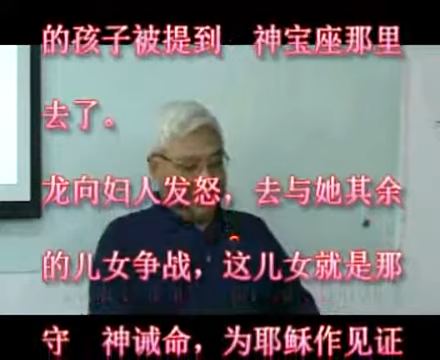 的孩子被提到　神宝座那里
去了。
龙向妇人发怒，去与她其余
的儿女争战，这儿女就是那
守　神诫命，为耶稣作见证